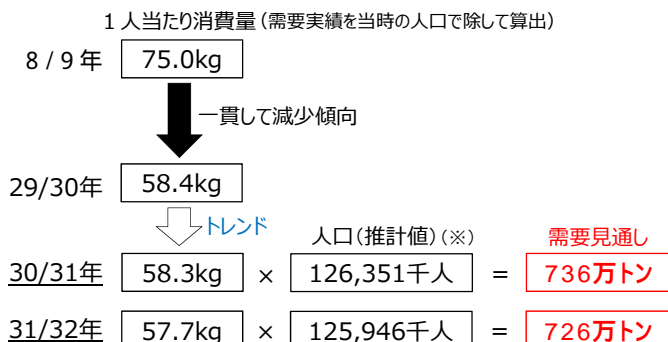 1人当たり消費量(需要実績を当時の人口で除して算出)
8/9年 75.0kg
一貫して減少傾向
29/30年 58.4kg
トレンド
人口(推計値)(※) 需要見通し
30/31年 58.3kg × 126,351千人 = 736万トン
31/32年 57.7kg × 125,946千人 = 726万トン